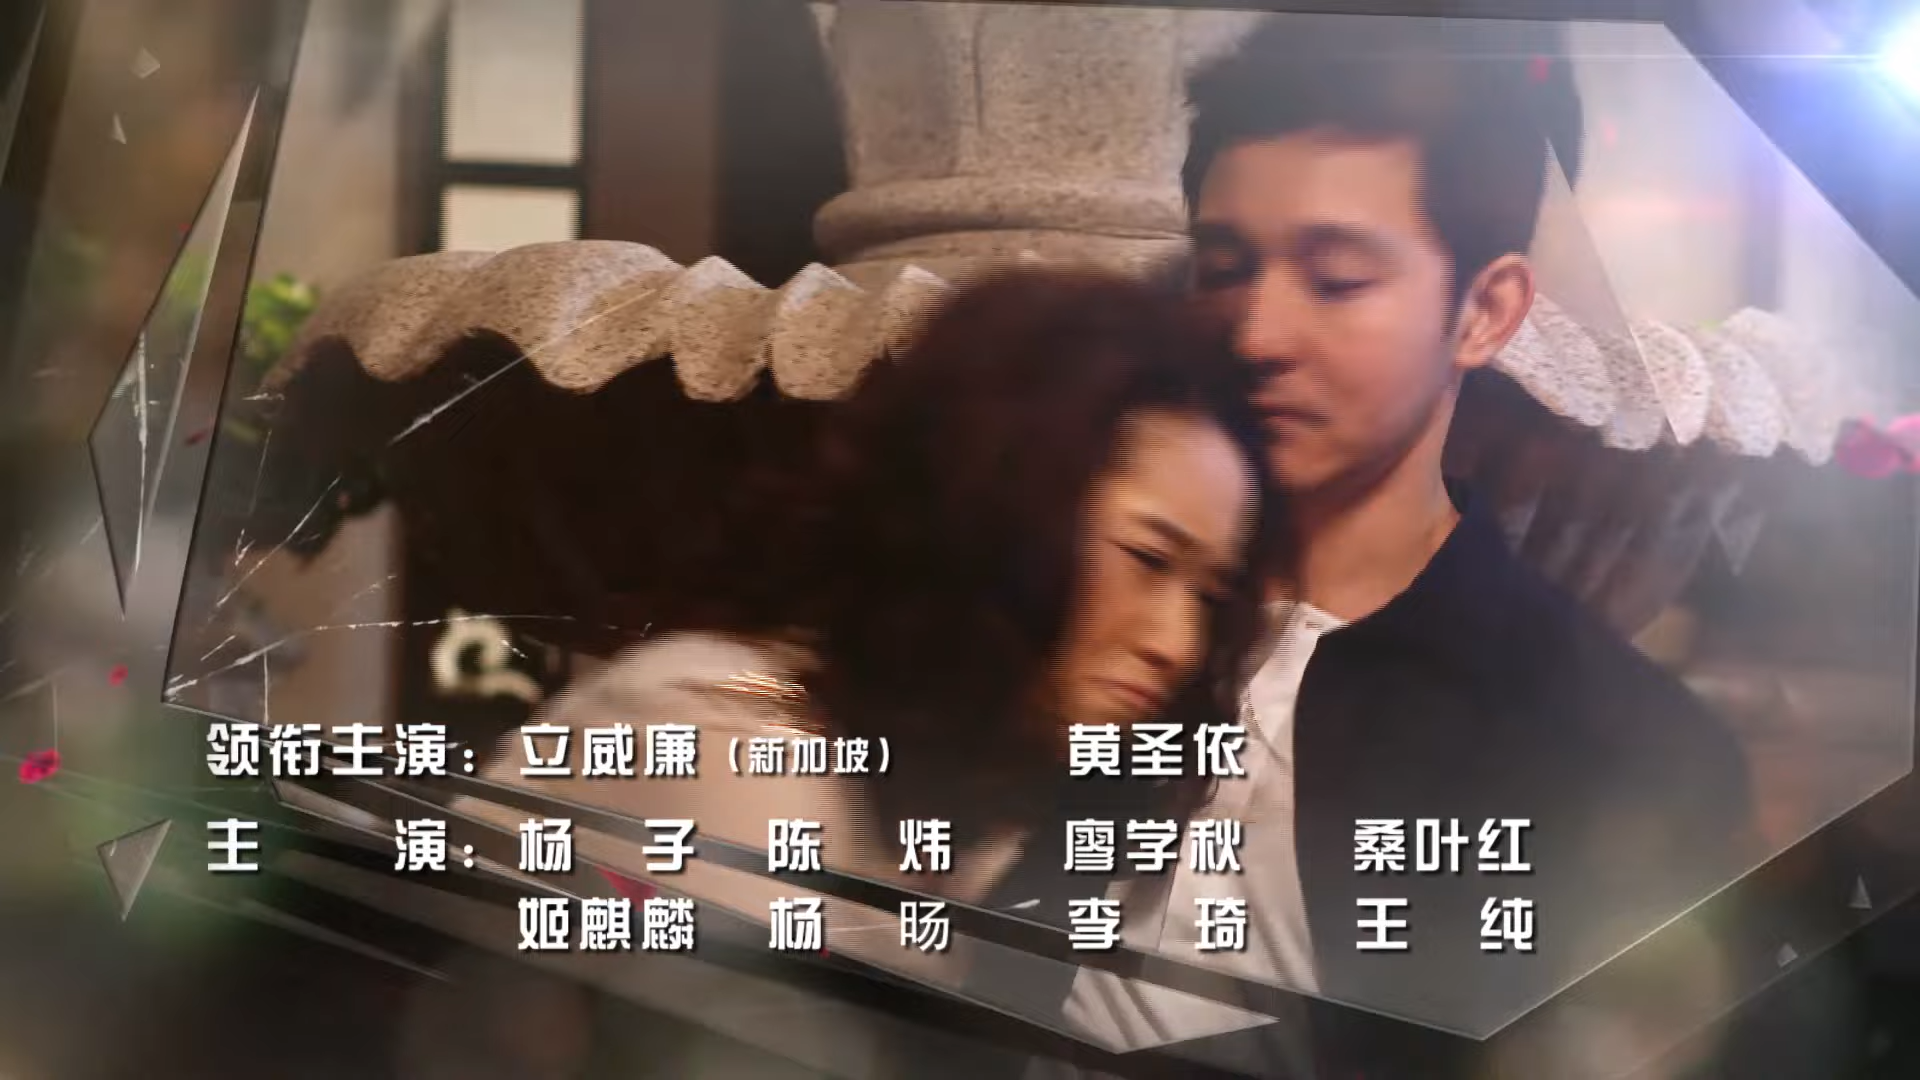 领衔主演：立威廉（新加坡） 黄圣依
主 演：杨 子 陈 炜 廖学秋 桑叶红
姬麒麟 杨 旸 李 琦 王 纯